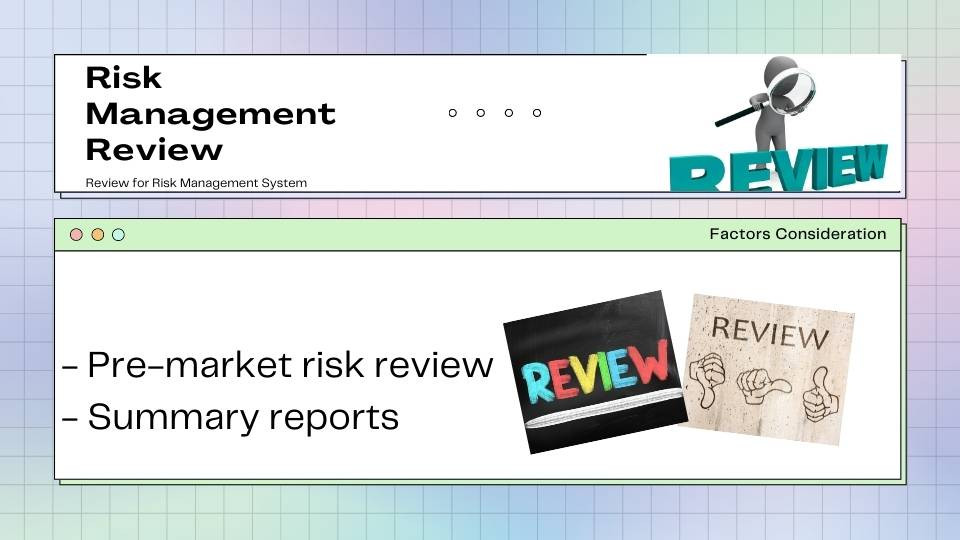 Risk
Management
Review
Review for Risk Management System
REVIEW
Factors Consideration
– Pre–market risk review
– Summary reports
REVIEW
REVIEW